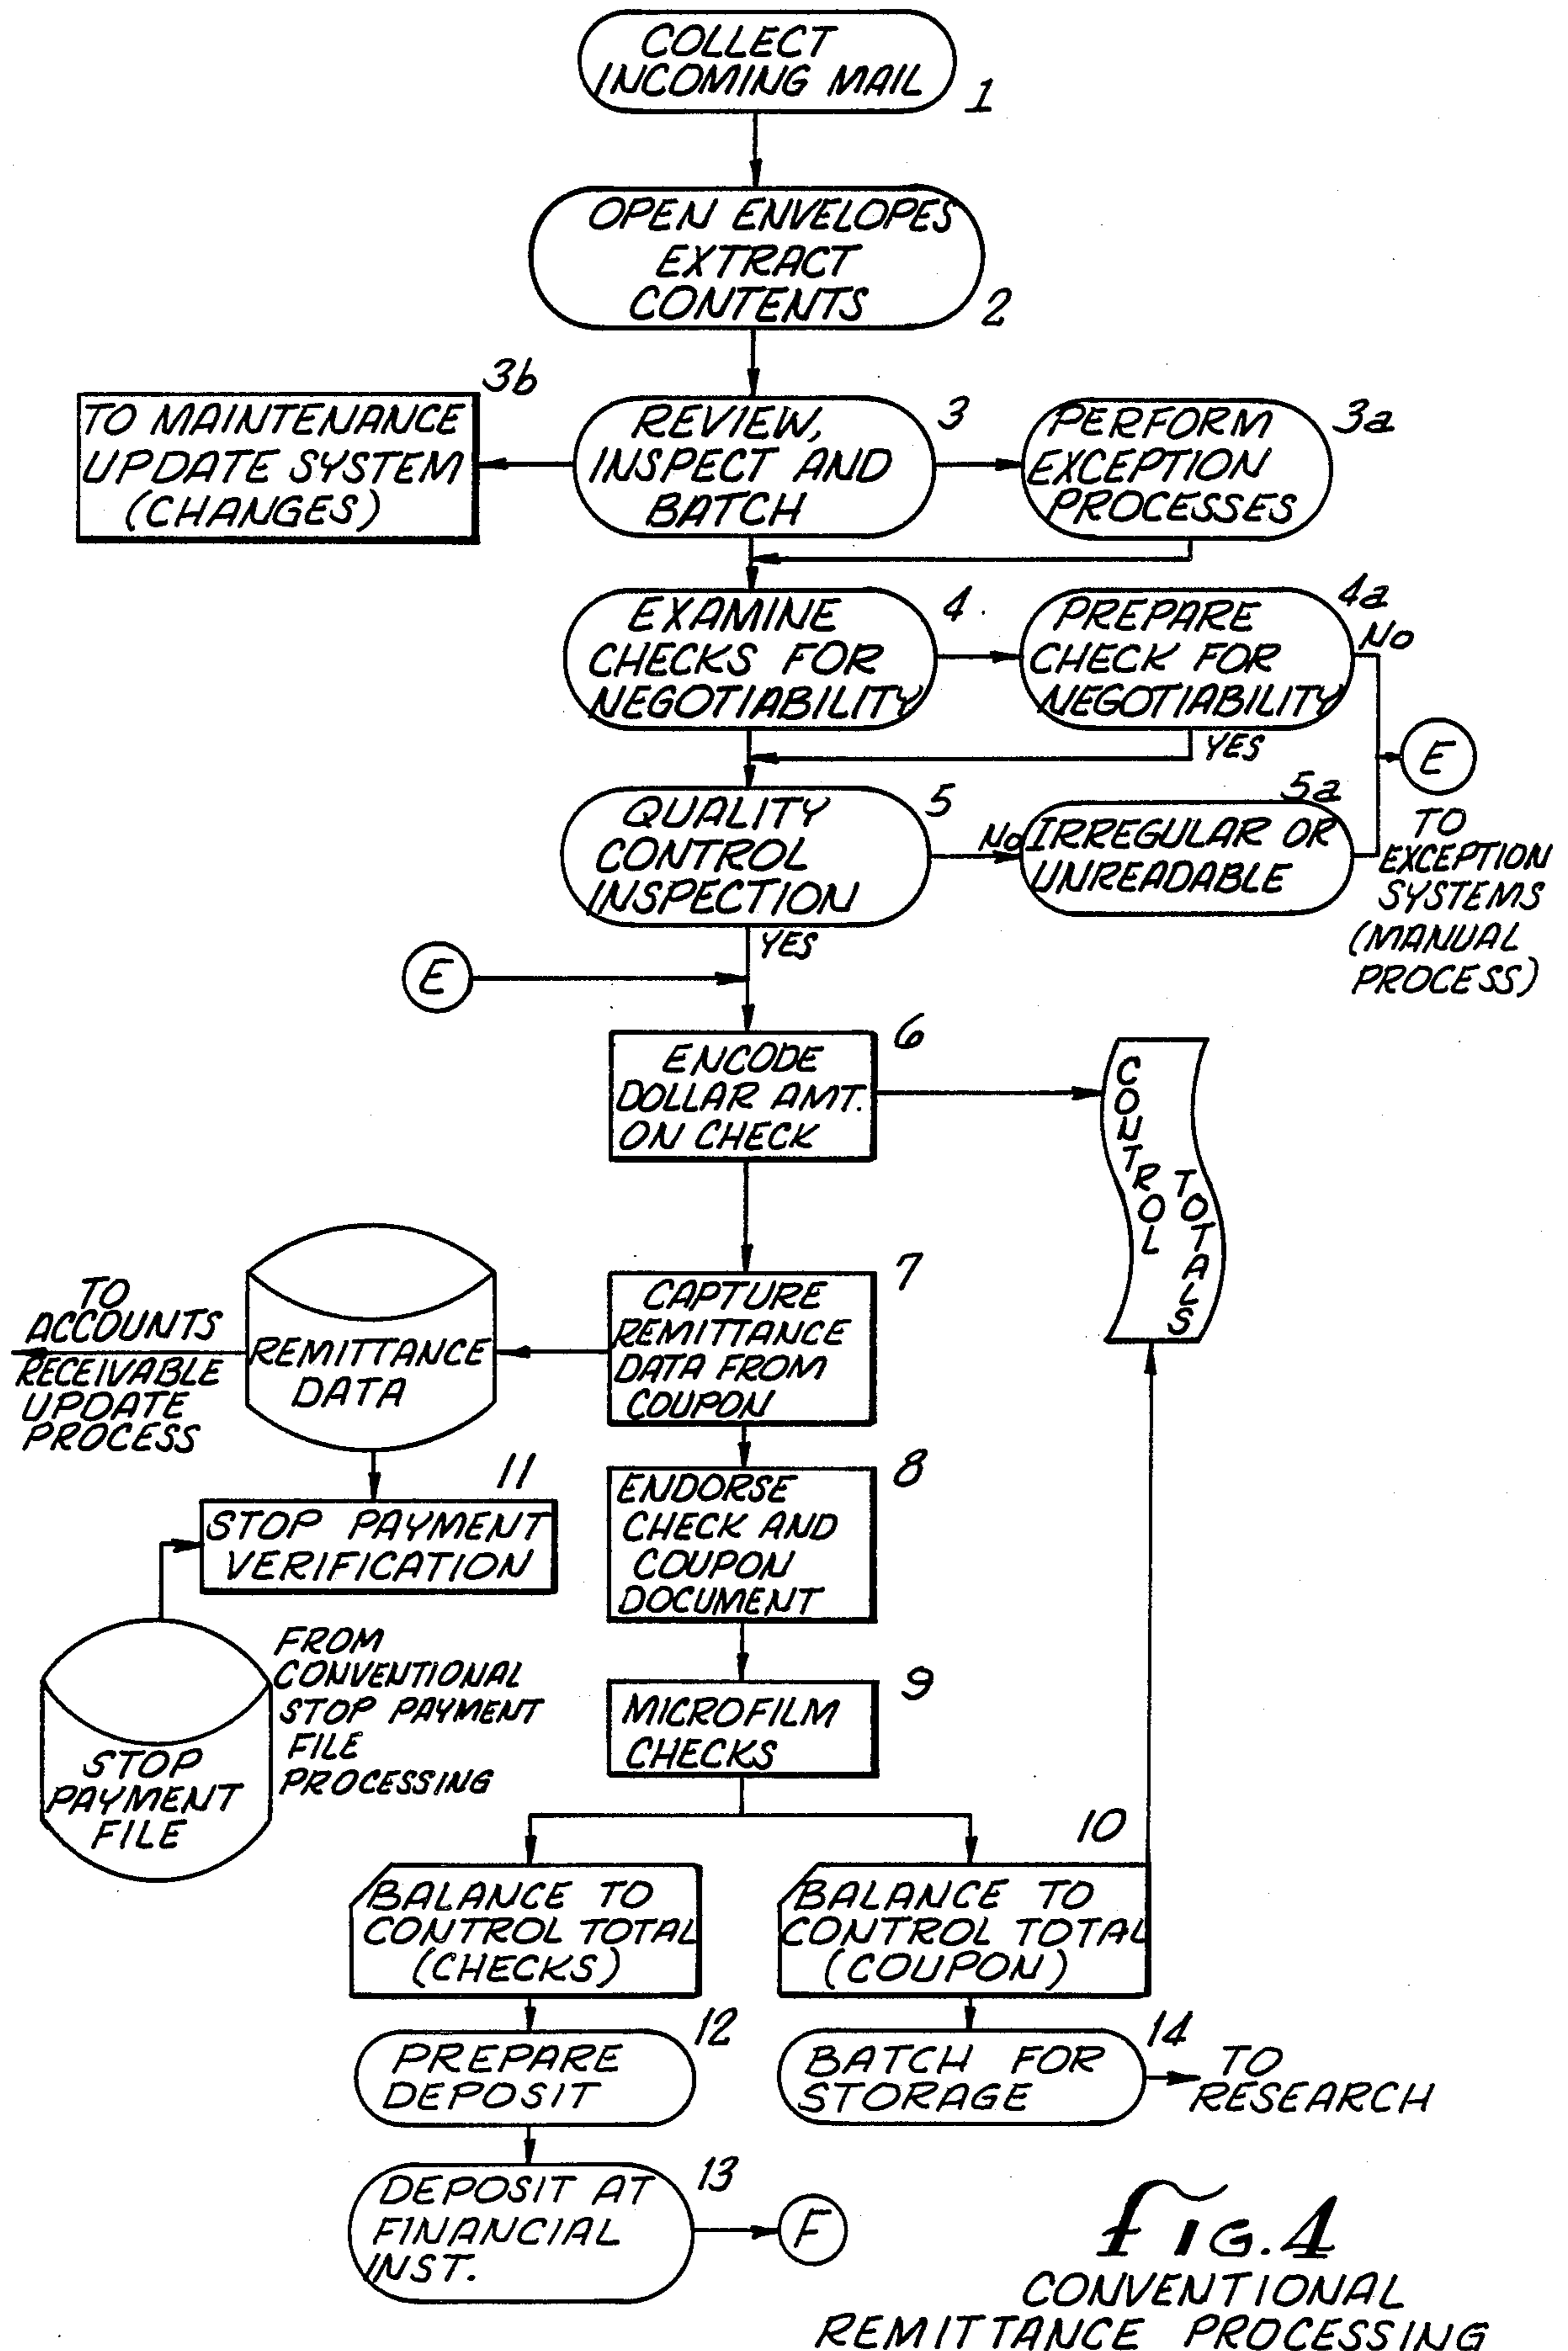 COLLECT
INCOMING MAIL
1
OPEN ENVELOPES
EXTRACT
CONTENTS
2
3b
TO MAINTENANCE
UPDATE SYSTEM
(CHANGES)
REVIEW,
INSPECT AND
BATCH
3
PERFORM
EXCEPTION
PROCESSES
3a
EXAMINE
CHECKS FOR
NEGOTIABILITY
4
PREPARE
CHECK FOR
NEGOTIABILITY
4a
NO
YES
E
TO
EXCEPTION
SYSTEMS
(MANUAL
PROCESS)
QUALITY
CONTROL
INSPECTION
5
NO
5a
IRREGULAR OR
UNREADABLE
YES
E
6
ENCODE
DOLLAR AMT.
ON CHECK
CONTROL
TOTALS
7
CAPTURE
REMITTANCE
DATA FROM
COUPON
REMITTANCE
DATA
TO
ACCOUNTS
RECEIVABLE
UPDATE
PROCESS
8
ENDORSE
CHECK AND
COUPON
DOCUMENT
11
STOP PAYMENT
VERIFICATION
FROM
CONVENTIONAL
STOP PAYMENT
FILE
PROCESSING
STOP
PAYMENT
FILE
9
MICROFILM
CHECKS
10
BALANCE TO
CONTROL TOTAL
(CHECKS)
BALANCE TO
CONTROL TOTAL
(COUPON)
12
PREPARE
DEPOSIT
14
BATCH FOR
STORAGE
TO
RESEARCH
13
DEPOSIT AT
FINANCIAL
INST.
F
FIG. 4
CONVENTIONAL
REMITTANCE PROCESSING